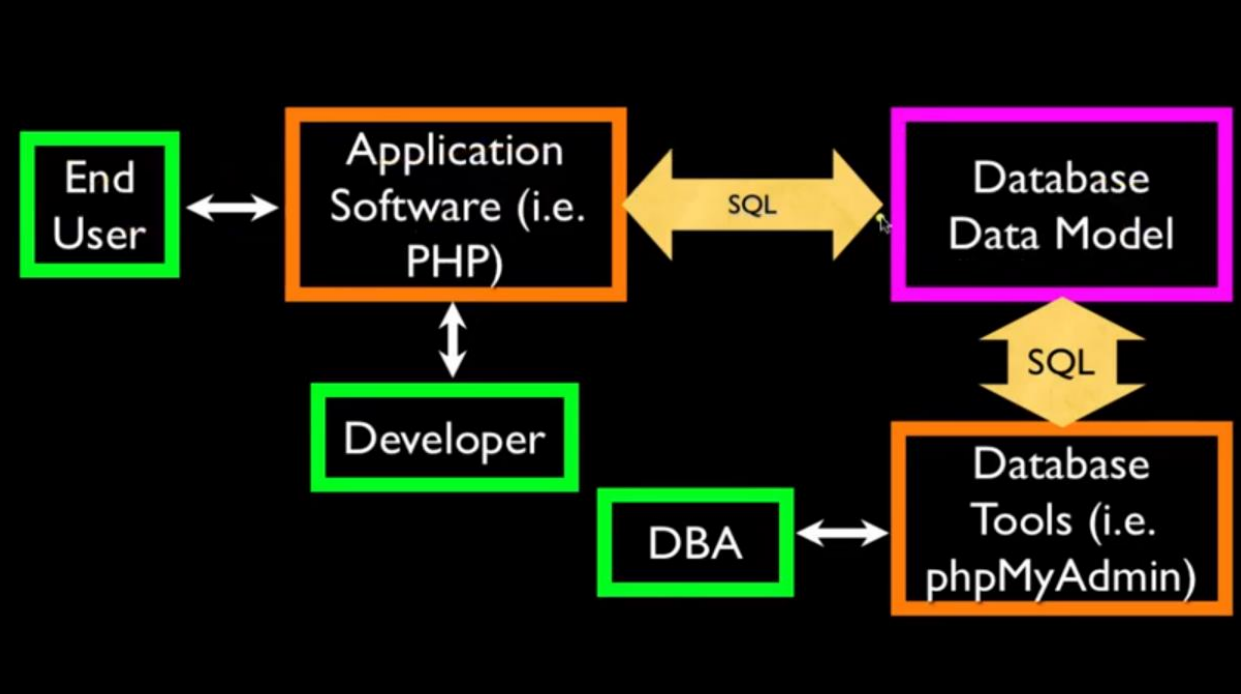 End
User
Application
Software (i.e.
PHP)
SQL
Database
Data Model
SQL
Developer
DBA
Database
Tools (i.e.
phpMyAdmin)